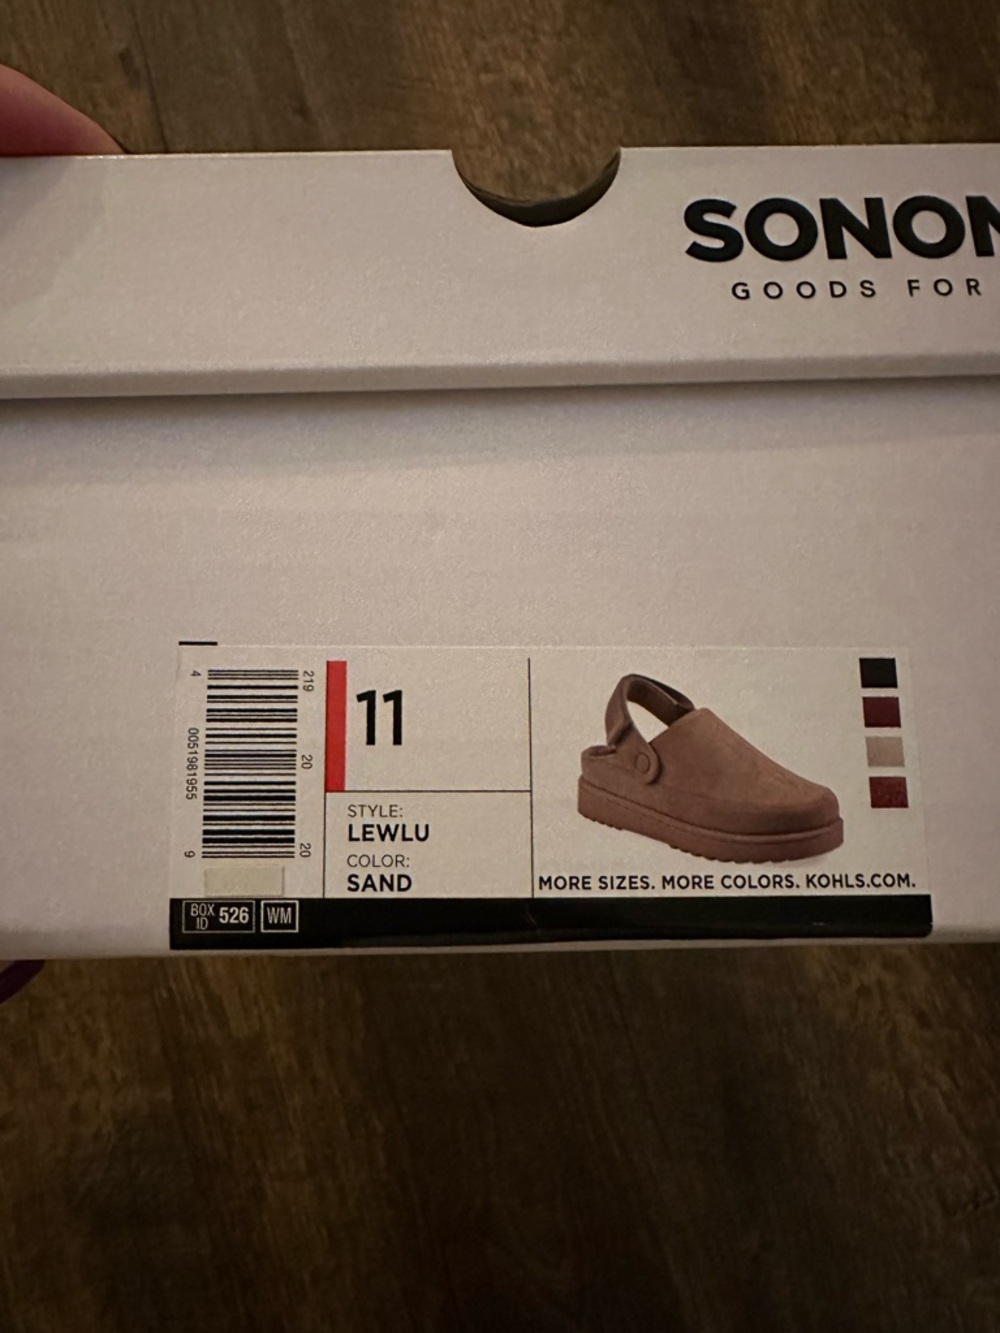 SONOM
GOODS FOR
4
0051981955
9
219
20
20
11
STYLE:
LEWLU
COLOR:
SAND
MORE SIZES. MORE COLORS. KOHLS.COM.
BOX ID 526
WM